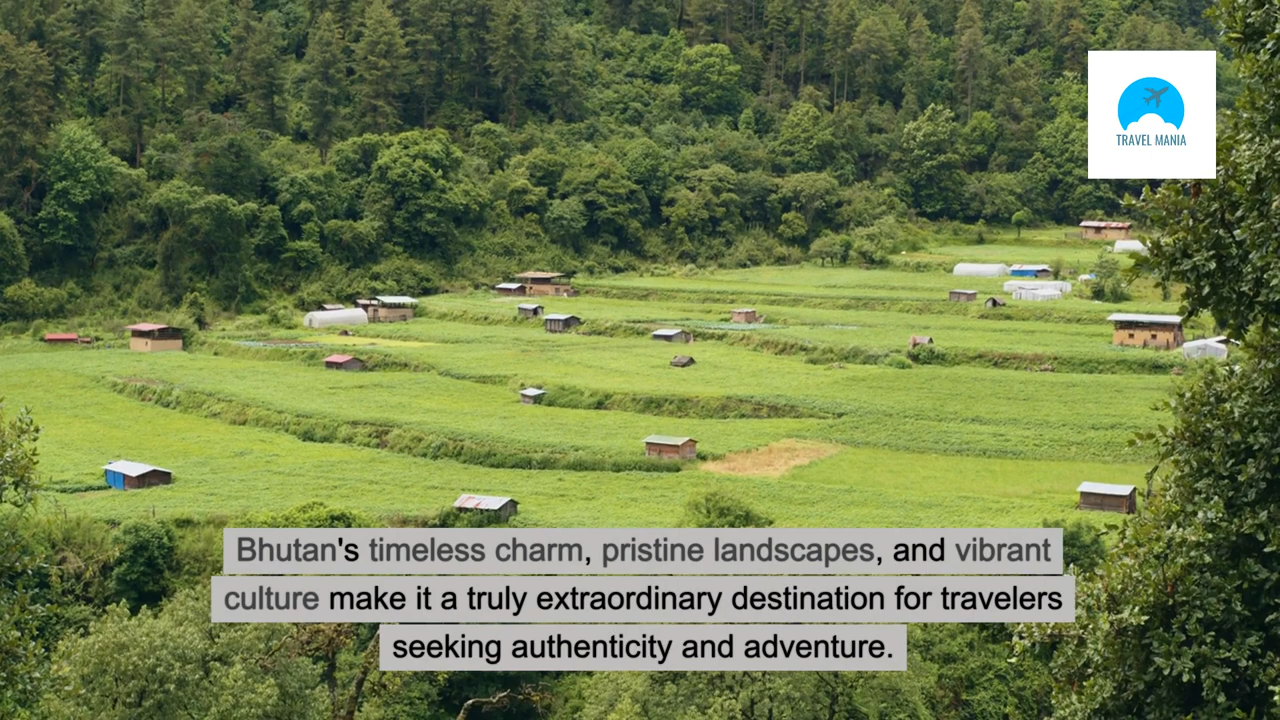 TRAVEL MANIA
Bhutan's timeless charm, pristine landscapes, and vibrant
culture make it a truly extraordinary destination for travelers
seeking authenticity and adventure.